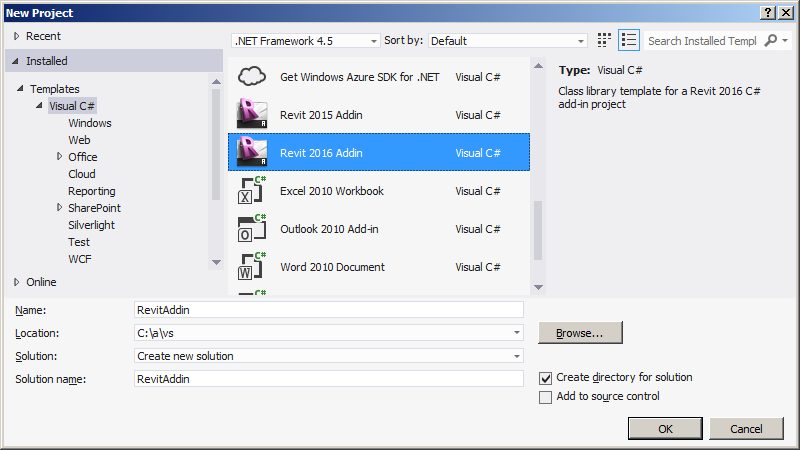 New Project
Recent
.NET Framework 4.5
Sort by:
Default
Search Installed Templ
Installed
Templates
Visual C#
Windows
Web
Office
Cloud
Reporting
SharePoint
Silverlight
Test
WCF
Online
Get Windows Azure SDK for .NET Visual C#
Revit 2015 Addin Visual C#
Revit 2016 Addin Visual C#
Excel 2010 Workbook Visual C#
Outlook 2010 Add-in Visual C#
Word 2010 Document Visual C#
Type: Visual C#
Class library template for a Revit 2016 C#
add-in project
Name: RevitAddin
Location: C:\a\vs
Browse...
Solution: Create new solution
Solution name: RevitAddin
Create directory for solution
Add to source control
OK
Cancel